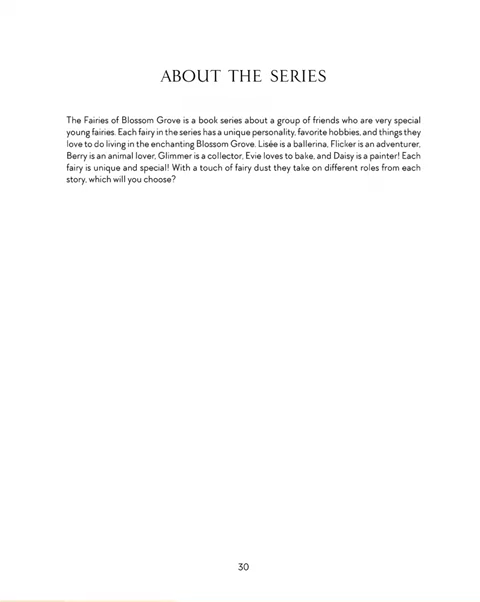 ABOUT THE SERIES
The Fairies of Blossom Grove is a book series about a group of friends who are very special
young fairies. Each fairy in the series has a unique personality, favorite hobbies, and things they
love to do living in the enchanting Blossom Grove. Lisée is a ballerina, Flicker is an adventurer,
Berry is an animal lover, Glimmer is a collector, Evie loves to bake, and Daisy is a painter! Each
fairy is unique and special! With a touch of fairy dust they take on different roles from each
story, which will you choose?
30